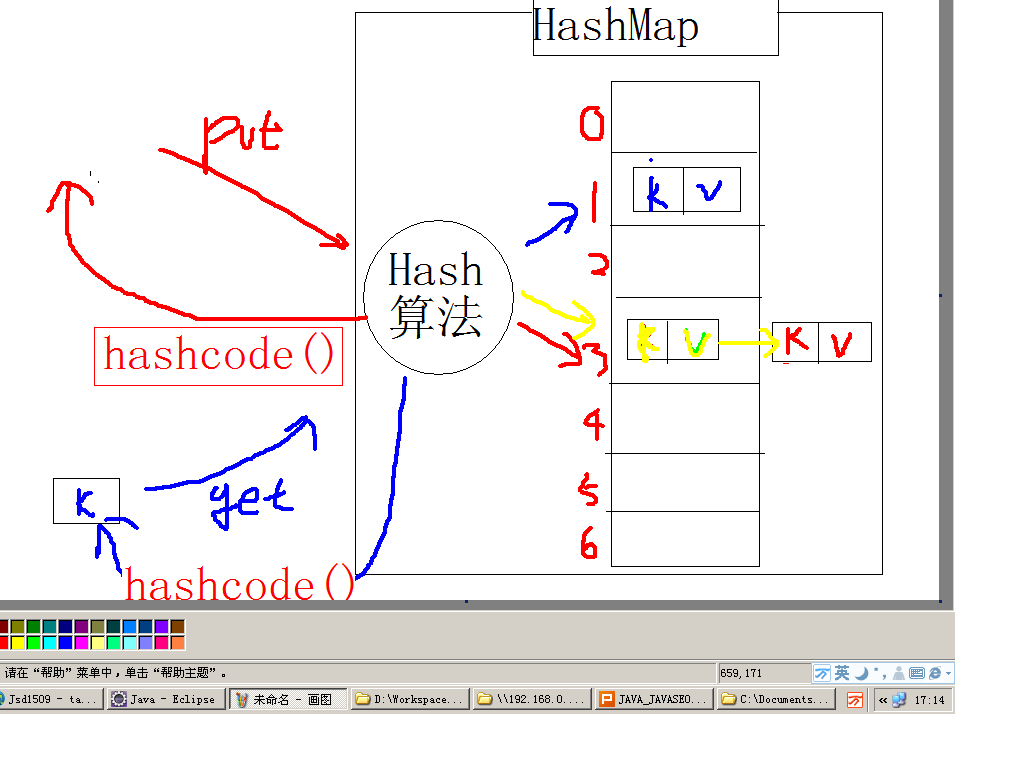 HashMap
put
0
k v
1
2
Hash
算法
hashcode()
3
k v
K V
4
get
k
5
6
hashcode()
请在“帮助”菜单中，单击“帮助主题”。
659,171
英
Jsd1509 - ta...
Java - Eclipse
未命名 - 画图
D:\Workspace...
\\192.168.0....
JAVA_JAVASEO...
C:\Documents...
«
17:14